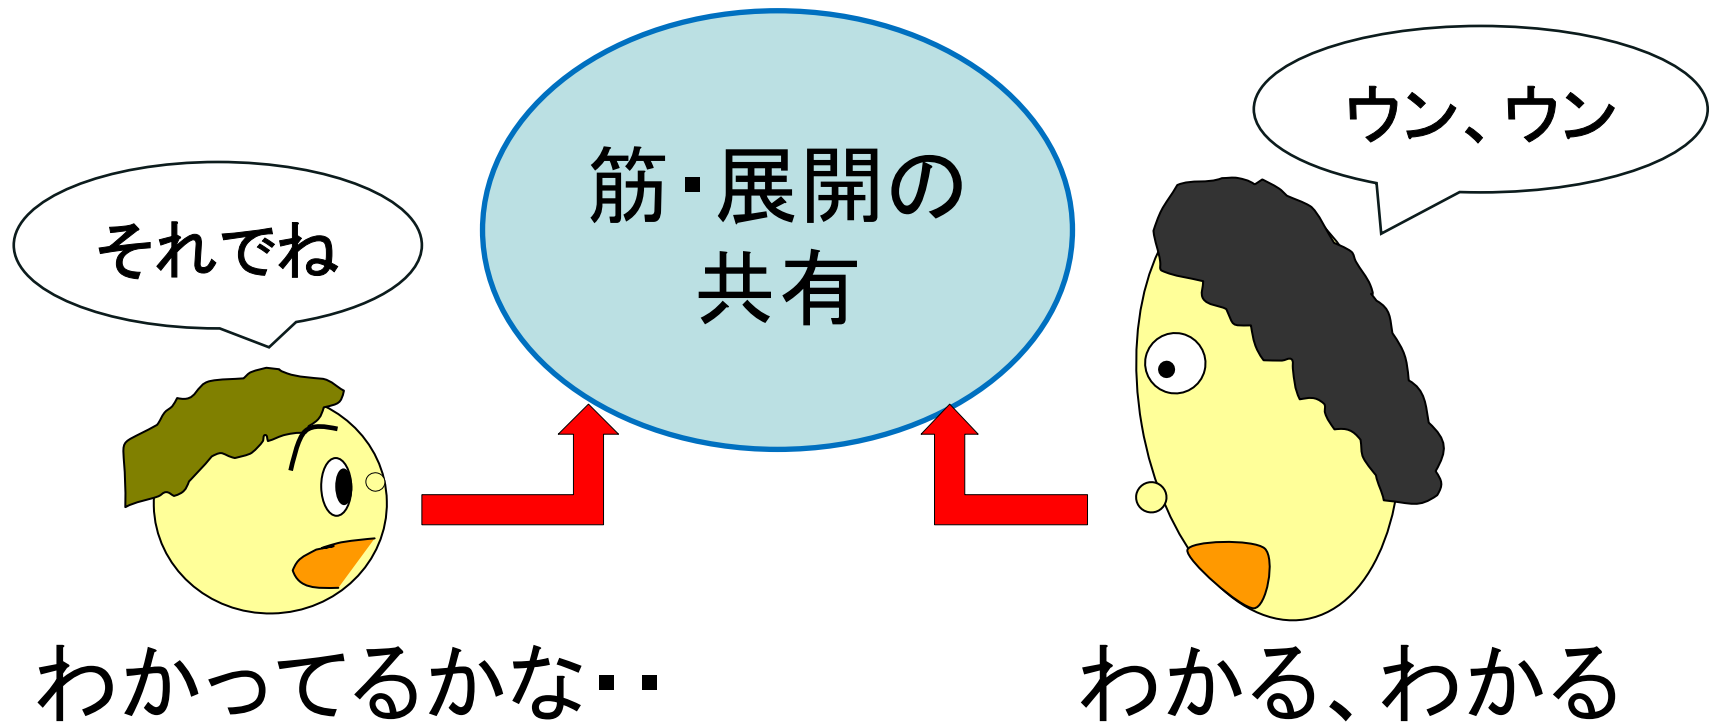 ウン、ウン
筋・展開の
共有
それでね
わかってるかな・・
わかる、わかる